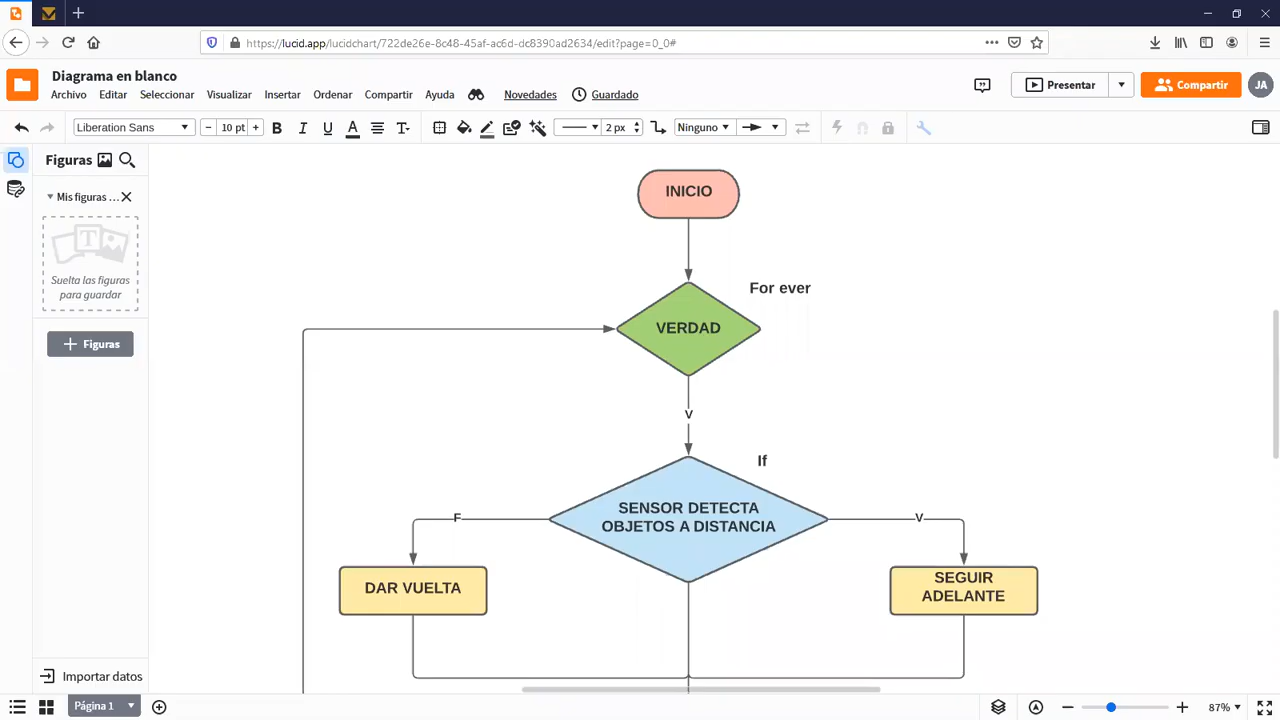 https://lucid.app/lucidchart/722de26e-8c48-45af-ac6d-dc8390ad2634/edit?page=0_0#
Diagrama en blanco
Archivo Editar Seleccionar Visualizar Insertar Ordenar Compartir Ayuda Novedades Guardado
Presentar
Compartir
JA
Liberation Sans
10 pt
B I U A T
2 px
Ninguno
Figuras
Mis figuras ...
T
Suelta las figuras
para guardar
Figuras
INICIO
For ever
VERDAD
V
If
SENSOR DETECTA
OBJETOS A DISTANCIA
F
V
DAR VUELTA
SEGUIR
ADELANTE
Importar datos
Página 1
87%